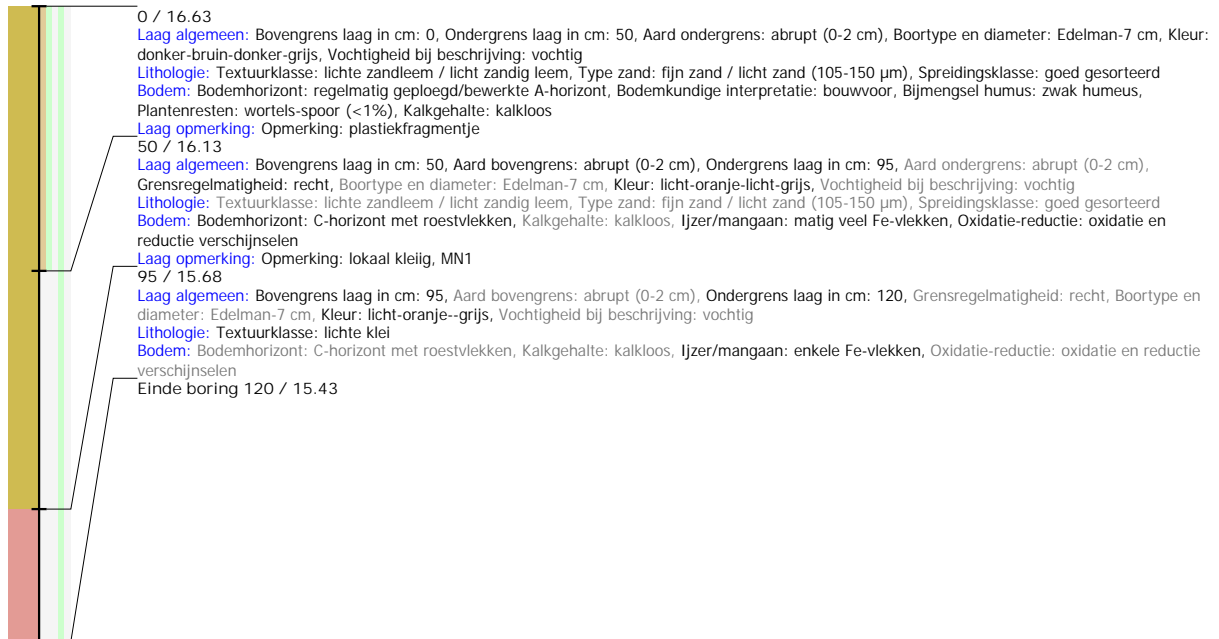 0 / 16.63
Laag algemeen: Bovengrens laag in cm: 0, Ondergrens laag in cm: 50, Aard ondergrens: abrupt (0-2 cm), Boortype en diameter: Edelman-7 cm, Kleur:
donker-bruin-donker-grijs, Vochtigheid bij beschrijving: vochtig
Lithologie: Textuurklasse: lichte zandleem / licht zandig leem, Type zand: fijn zand / licht zand (105-150 µm), Spreidingsklasse: goed gesorteerd
Bodem: Bodemhorizont: regelmatig geploegd/bewerkte A-horizont, Bodemkundige interpretatie: bouwvoor, Bijmengsel humus: zwak humeus,
Plantenresten: wortels-spoor (<1%), Kalkgehalte: kalkloos
Laag opmerking: Opmerking: plastiekfragmentje
50 / 16.13
Laag algemeen: Bovengrens laag in cm: 50, Aard bovengrens: abrupt (0-2 cm), Ondergrens laag in cm: 95, Aard ondergrens: abrupt (0-2 cm),
Grensregelmatigheid: recht, Boortype en diameter: Edelman-7 cm, Kleur: licht-oranje-licht-grijs, Vochtigheid bij beschrijving: vochtig
Lithologie: Textuurklasse: lichte zandleem / licht zandig leem, Type zand: fijn zand / licht zand (105-150 µm), Spreidingsklasse: goed gesorteerd
Bodem: Bodemhorizont: C-horizont met roestvlekken, Kalkgehalte: kalkloos, Ijzer/mangaan: matig veel Fe-vlekken, Oxidatie-reductie: oxidatie en
reductie verschijnselen
Laag opmerking: Opmerking: lokaal kleiig, MN1
95 / 15.68
Laag algemeen: Bovengrens laag in cm: 95, Aard bovengrens: abrupt (0-2 cm), Ondergrens laag in cm: 120, Grensregelmatigheid: recht, Boortype en
diameter: Edelman-7 cm, Kleur: licht-oranje--grijs, Vochtigheid bij beschrijving: vochtig
Lithologie: Textuurklasse: lichte klei
Bodem: Bodemhorizont: C-horizont met roestvlekken, Kalkgehalte: kalkloos, Ijzer/mangaan: enkele Fe-vlekken, Oxidatie-reductie: oxidatie en reductie
verschijnselen
Einde boring 120 / 15.43